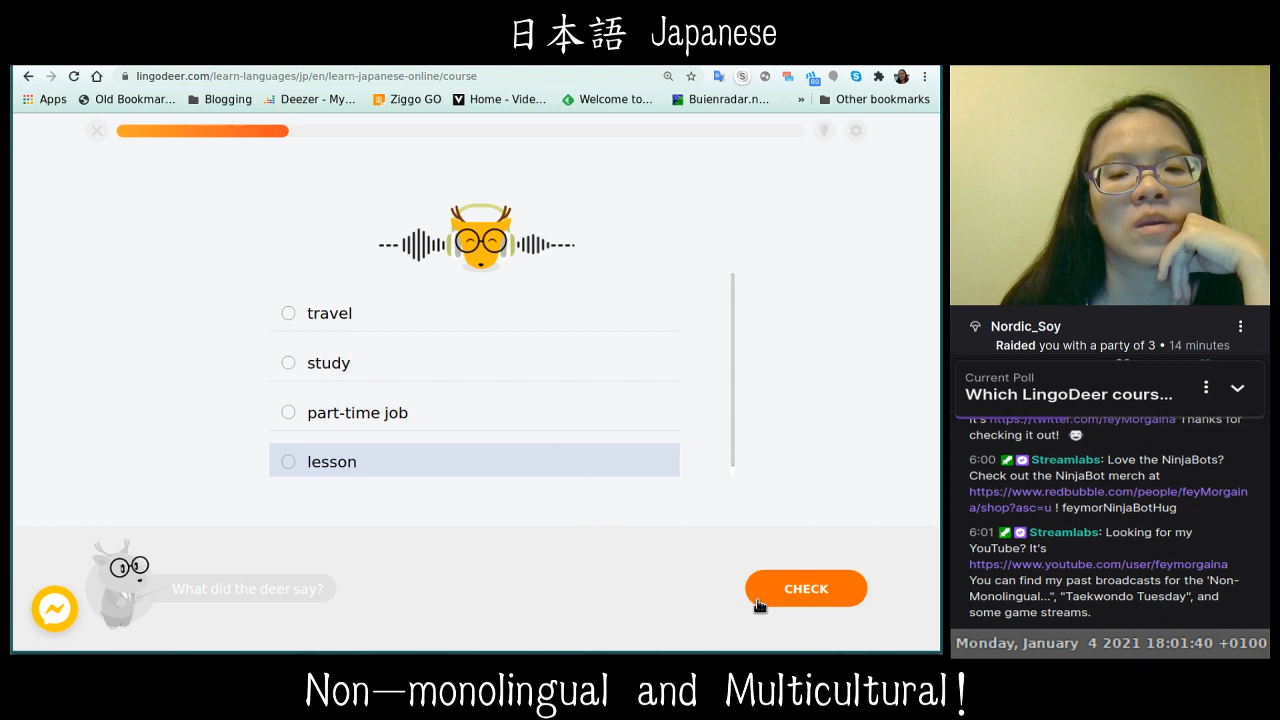 日本語 Japanese
lingodeer.com/learn-languages/jp/en/learn-japanese-online/course
80
Apps Old Bookmar... Blogging Deezer - My... Ziggo GO Home - Vide... Welcome to... Buienradar.n... » Other bookmarks
travel
study
part-time job
lesson
What did the deer say?
CHECK
Nordic_Soy
Raided you with a party of 3 • 14 minutes
Current Poll
Which LingoDeer cours...
It's https://twitter.com/feyMorgaina Thanks for
checking it out!
6:00 Streamlabs: Love the NinjaBots?
Check out the NinjaBot merch at
https://www.redbubble.com/people/feyMorgain
a/shop?asc=u ! feymorNinjaBotHug
6:01 Streamlabs: Looking for my
YouTube? It's
https://www.youtube.com/user/feymorgaina
You can find my past broadcasts for the 'Non-
Monolingual...", "Taekwondo Tuesday", and
some game streams.
Monday, January 4 2021 18:01:40 +0100
Non-monolingual and Multicultural!